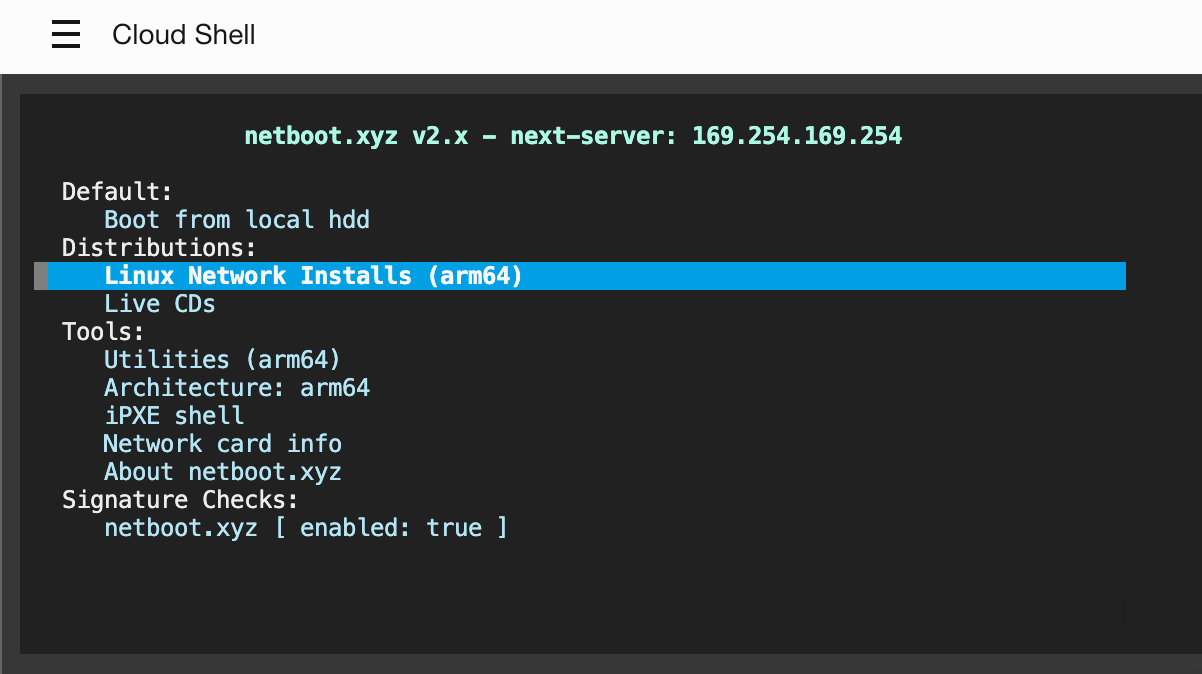 Cloud Shell
netboot.xyz v2.x - next-server: 169.254.169.254
Default:
Boot from local hdd
Distributions:
Linux Network Installs (arm64)
Live CDs
Tools:
Utilities (arm64)
Architecture: arm64
iPXE shell
Network card info
About netboot.xyz
Signature Checks:
netboot.xyz [ enabled: true ]